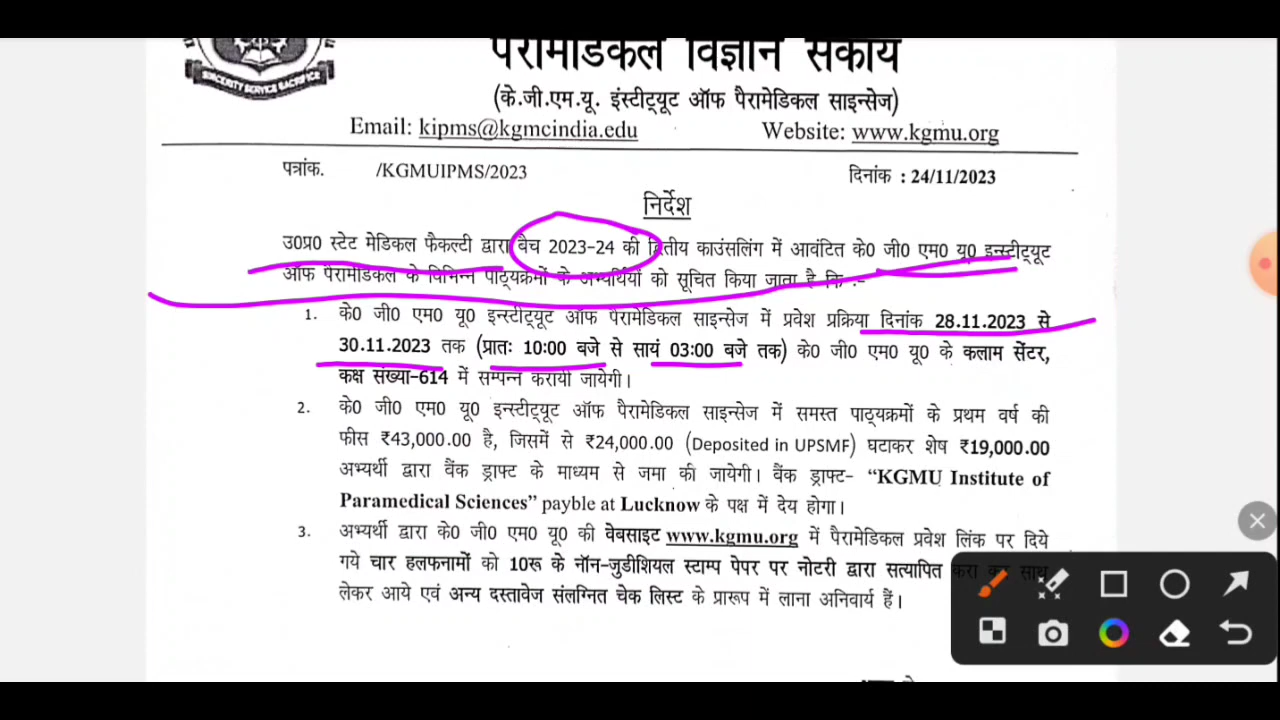 SINCERITY SERVICE SACRIFICE
पैरामेडिकल विज्ञान संकाय
(के.जी.एम.यू. इंस्टीट्यूट ऑफ पैरामेडिकल साइन्सेज)
Email: kipms@kgmcindia.edu Website: www.kgmu.org
पत्रांक. /KGMUIPMS/2023 दिनांक : 24/11/2023
निर्देश
उ0प्र0 स्टेट मेडिकल फैकल्टी द्वारा बैच 2023-24 की द्वितीय काउंसलिंग में आवंटित के0 जी0 एम0 यू0 इन्स्टीट्यूट
ऑफ पैरामेडिकल के विभिन्न पाठ्यक्रमों के अभ्यर्थियों को सूचित किया जाता है कि :-
1. के0 जी0 एम0 यू0 इन्स्टीट्यूट ऑफ पैरामेडिकल साइन्सेज में प्रवेश प्रक्रिया दिनांक 28.11.2023 से
30.11.2023 तक (प्रातः 10:00 बजे से सायं 03:00 बजे तक) के0 जी0 एम0 यू0 के कलाम सेंटर,
कक्ष संख्या-614 में सम्पन्न करायी जायेगी।
2. के0 जी0 एम0 यू0 इन्स्टीट्यूट ऑफ पैरामेडिकल साइन्सेज में समस्त पाठ्यक्रमों के प्रथम वर्ष की
फीस ₹43,000.00 है, जिसमें से ₹24,000.00 (Deposited in UPSMF) घटाकर शेष ₹19,000.00
अभ्यर्थी द्वारा बैंक ड्राफ्ट के माध्यम से जमा की जायेगी। बैंक ड्राफ्ट- “KGMU Institute of
Paramedical Sciences” payble at Lucknow के पक्ष में देय होगा।
3. अभ्यर्थी द्वारा के0 जी0 एम0 यू0 की वेबसाइट www.kgmu.org में पैरामेडिकल प्रवेश लिंक पर दिये
गये चार हलफनामों को 10रू के नॉन-जुडीशियल स्टाम्प पेपर पर नोटरी द्वारा सत्यापित करा कर साथ
लेकर आये एवं अन्य दस्तावेज संलग्नित चेक लिस्ट के प्रारूप में लाना अनिवार्य हैं।